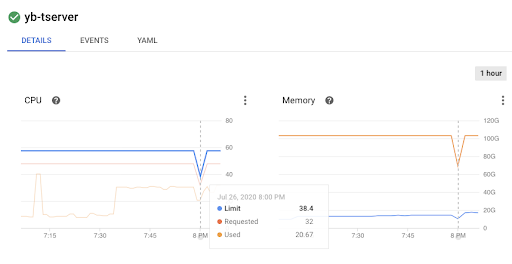 yb-tserver
DETAILS EVENTS YAML
1 hour
CPU ? Memory ?
80
60
40
20
0
7:15 7:30 7:45 8 PM
120G
100G
80G
60G
40G
20G
0
7:15 7:30 7:45 8 PM
Jul 26, 2020 8:00 PM
Limit 38.4
Requested 32
Used 20.67